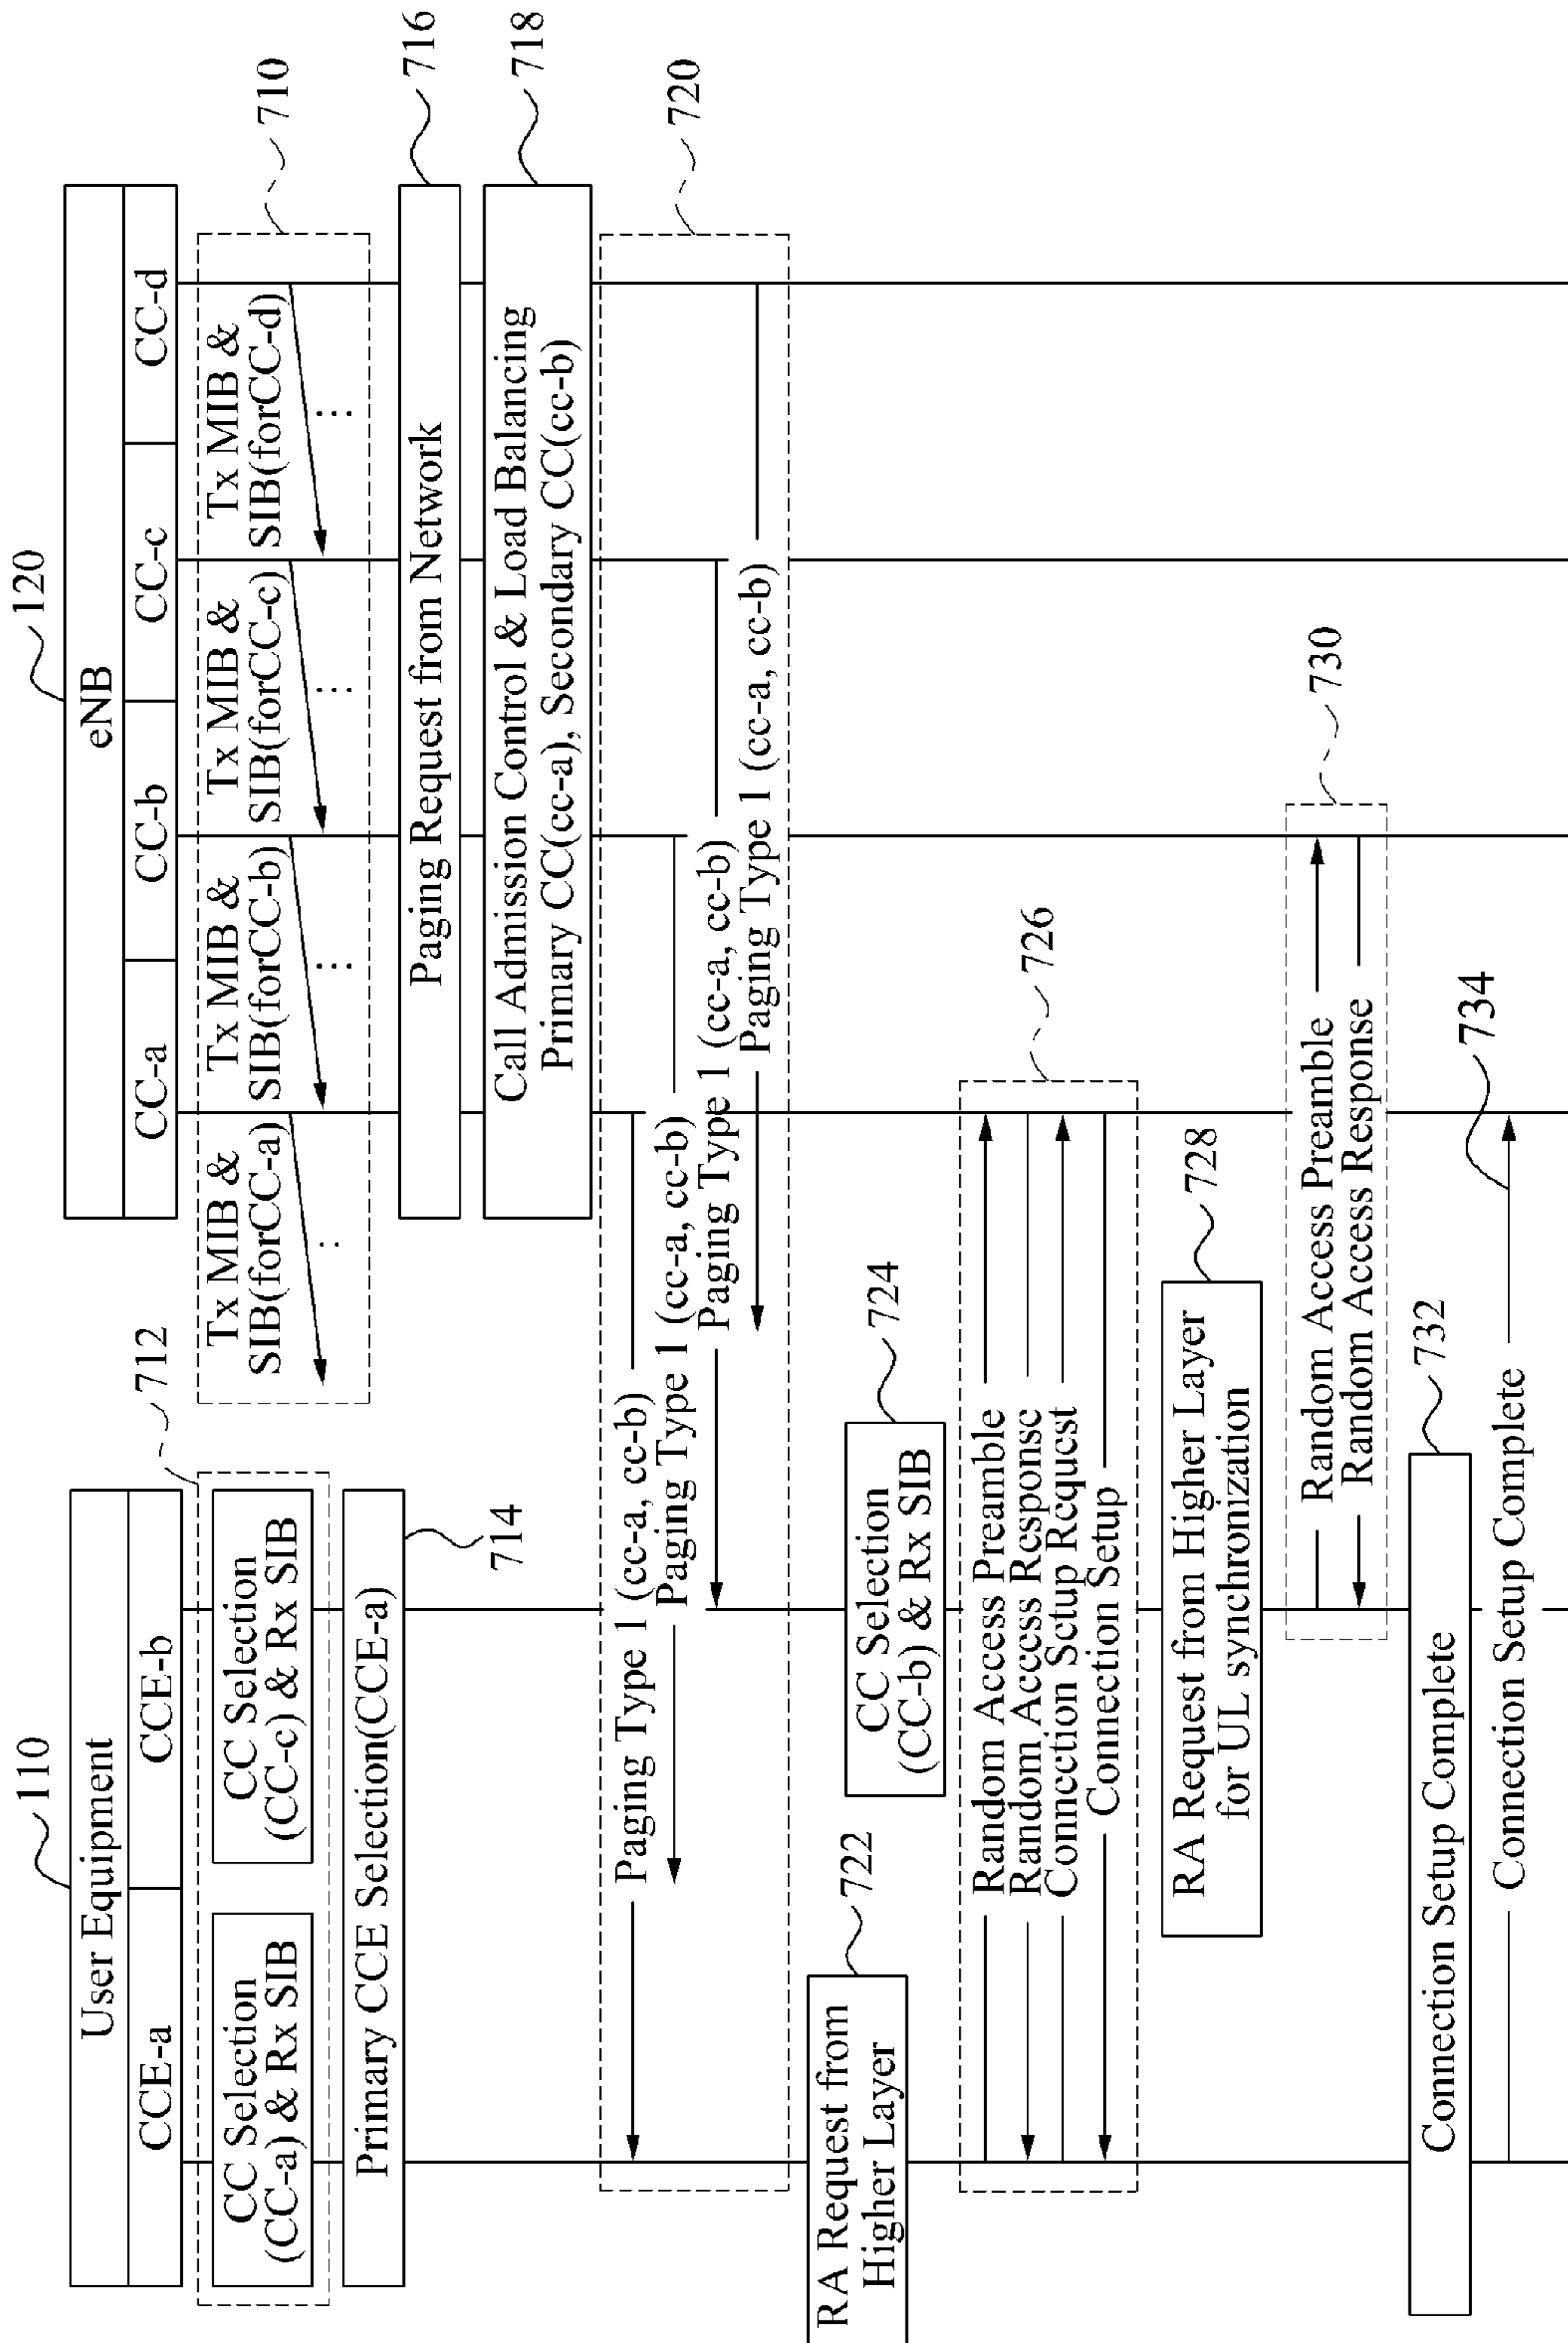 110
120
User Equipment
eNB
CCE-a
CCE-b
CC-a
CC-b
CC-c
CC-d
712
710
CC Selection
(CC-a) & Rx SIB
CC Selection
(CC-c) & Rx SIB
Tx MIB &
SIB(forCC-a)
Tx MIB &
SIB(forCC-b)
Tx MIB &
SIB(forCC-c)
Tx MIB &
SIB(forCC-d)
Primary CCE Selection(CCE-a)
714
Paging Request from Network
716
Call Admission Control & Load Balancing
Primary CC(cc-a), Secondary CC(cc-b)
718
720
Paging Type 1 (cc-a, cc-b)
Paging Type 1 (cc-a, cc-b)
Paging Type 1 (cc-a, cc-b)
Paging Type 1 (cc-a, cc-b)
RA Request from
Higher Layer
722
CC Selection
(CC-b) & Rx SIB
724
726
Random Access Preamble
Random Access Response
Connection Setup Request
Connection Setup
RA Request from Higher Layer
for UL synchronization
728
730
Random Access Preamble
Random Access Response
Connection Setup Complete
732
Connection Setup Complete
734